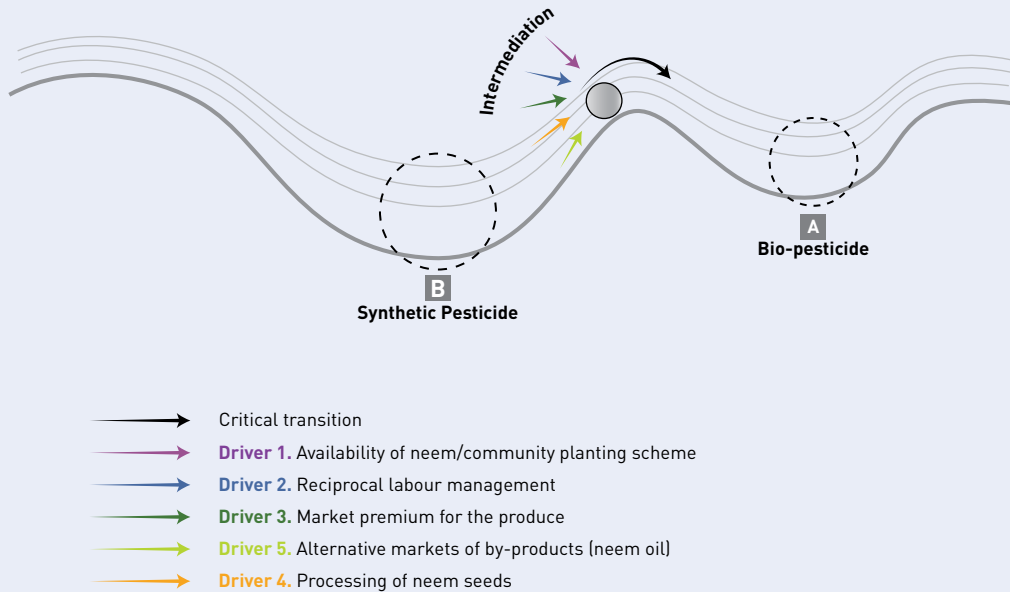 Intermediation
A
Bio-pesticide
B
Synthetic Pesticide
Critical transition
Driver 1. Availability of neem/community planting scheme
Driver 2. Reciprocal labour management
Driver 3. Market premium for the produce
Driver 5. Alternative markets of by-products (neem oil)
Driver 4. Processing of neem seeds